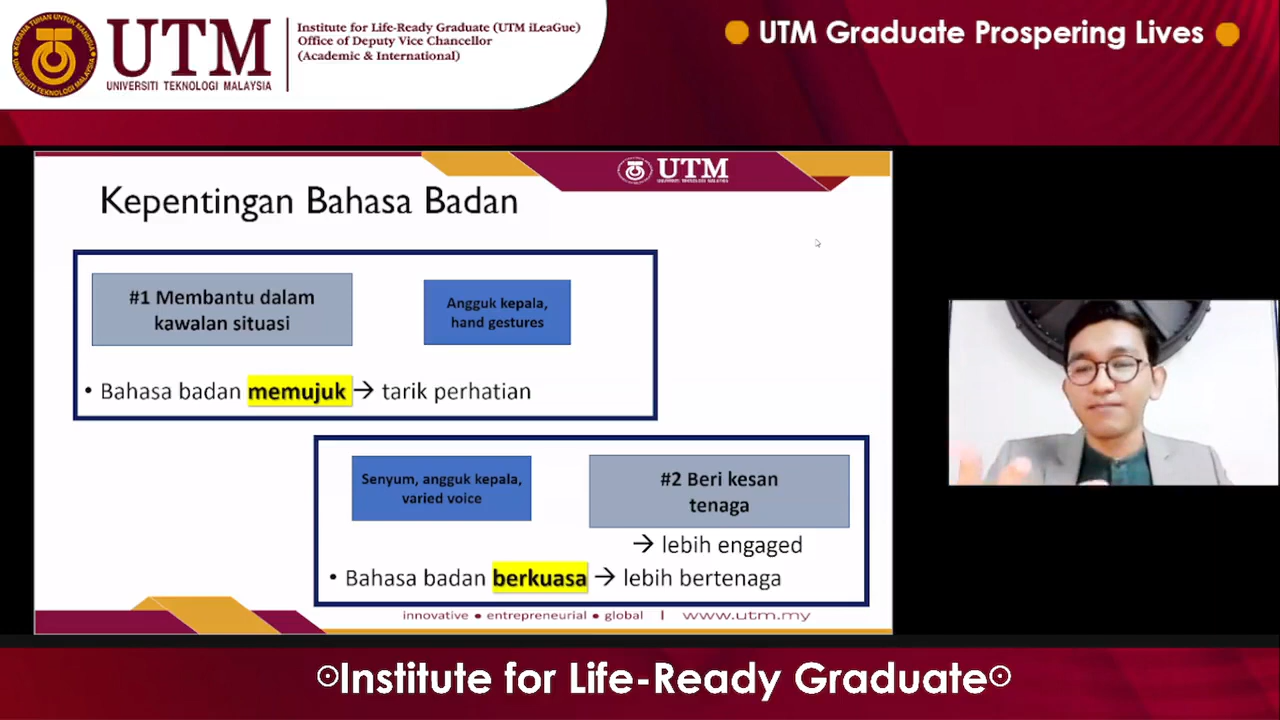 UTM
UNIVERSITI TEKNOLOGI MALAYSIA
Institute for Life-Ready Graduate (UTM iLeaGue)
Office of Deputy Vice Chancellor
(Academic & International)
UTM Graduate Prospering Lives
UTM
Kepentingan Bahasa Badan
#1 Membantu dalam
kawalan situasi
Angguk kepala,
hand gestures
• Bahasa badan memujuk → tarik perhatian
Senyum, angguk kepala,
varied voice
#2 Beri kesan
tenaga
→ lebih engaged
• Bahasa badan berkuasa → lebih bertenaga
innovative ● entrepreneurial ● global | www.utm.my
Institute for Life-Ready Graduate